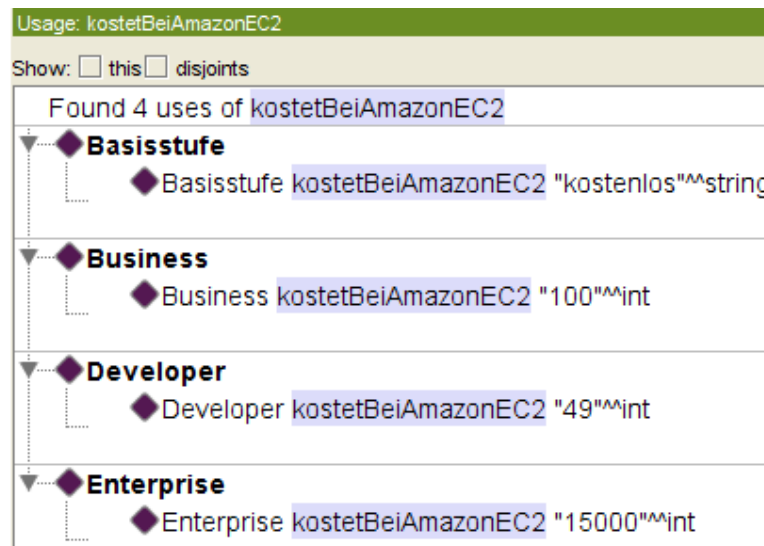 Usage: kostetBeiAmazonEC2
Show: this disjoints
Found 4 uses of kostetBeiAmazonEC2
Basisstufe
Basisstufe kostetBeiAmazonEC2 "kostenlos"^^string
Business
Business kostetBeiAmazonEC2 "100"^^int
Developer
Developer kostetBeiAmazonEC2 "49"^^int
Enterprise
Enterprise kostetBeiAmazonEC2 "15000"^^int